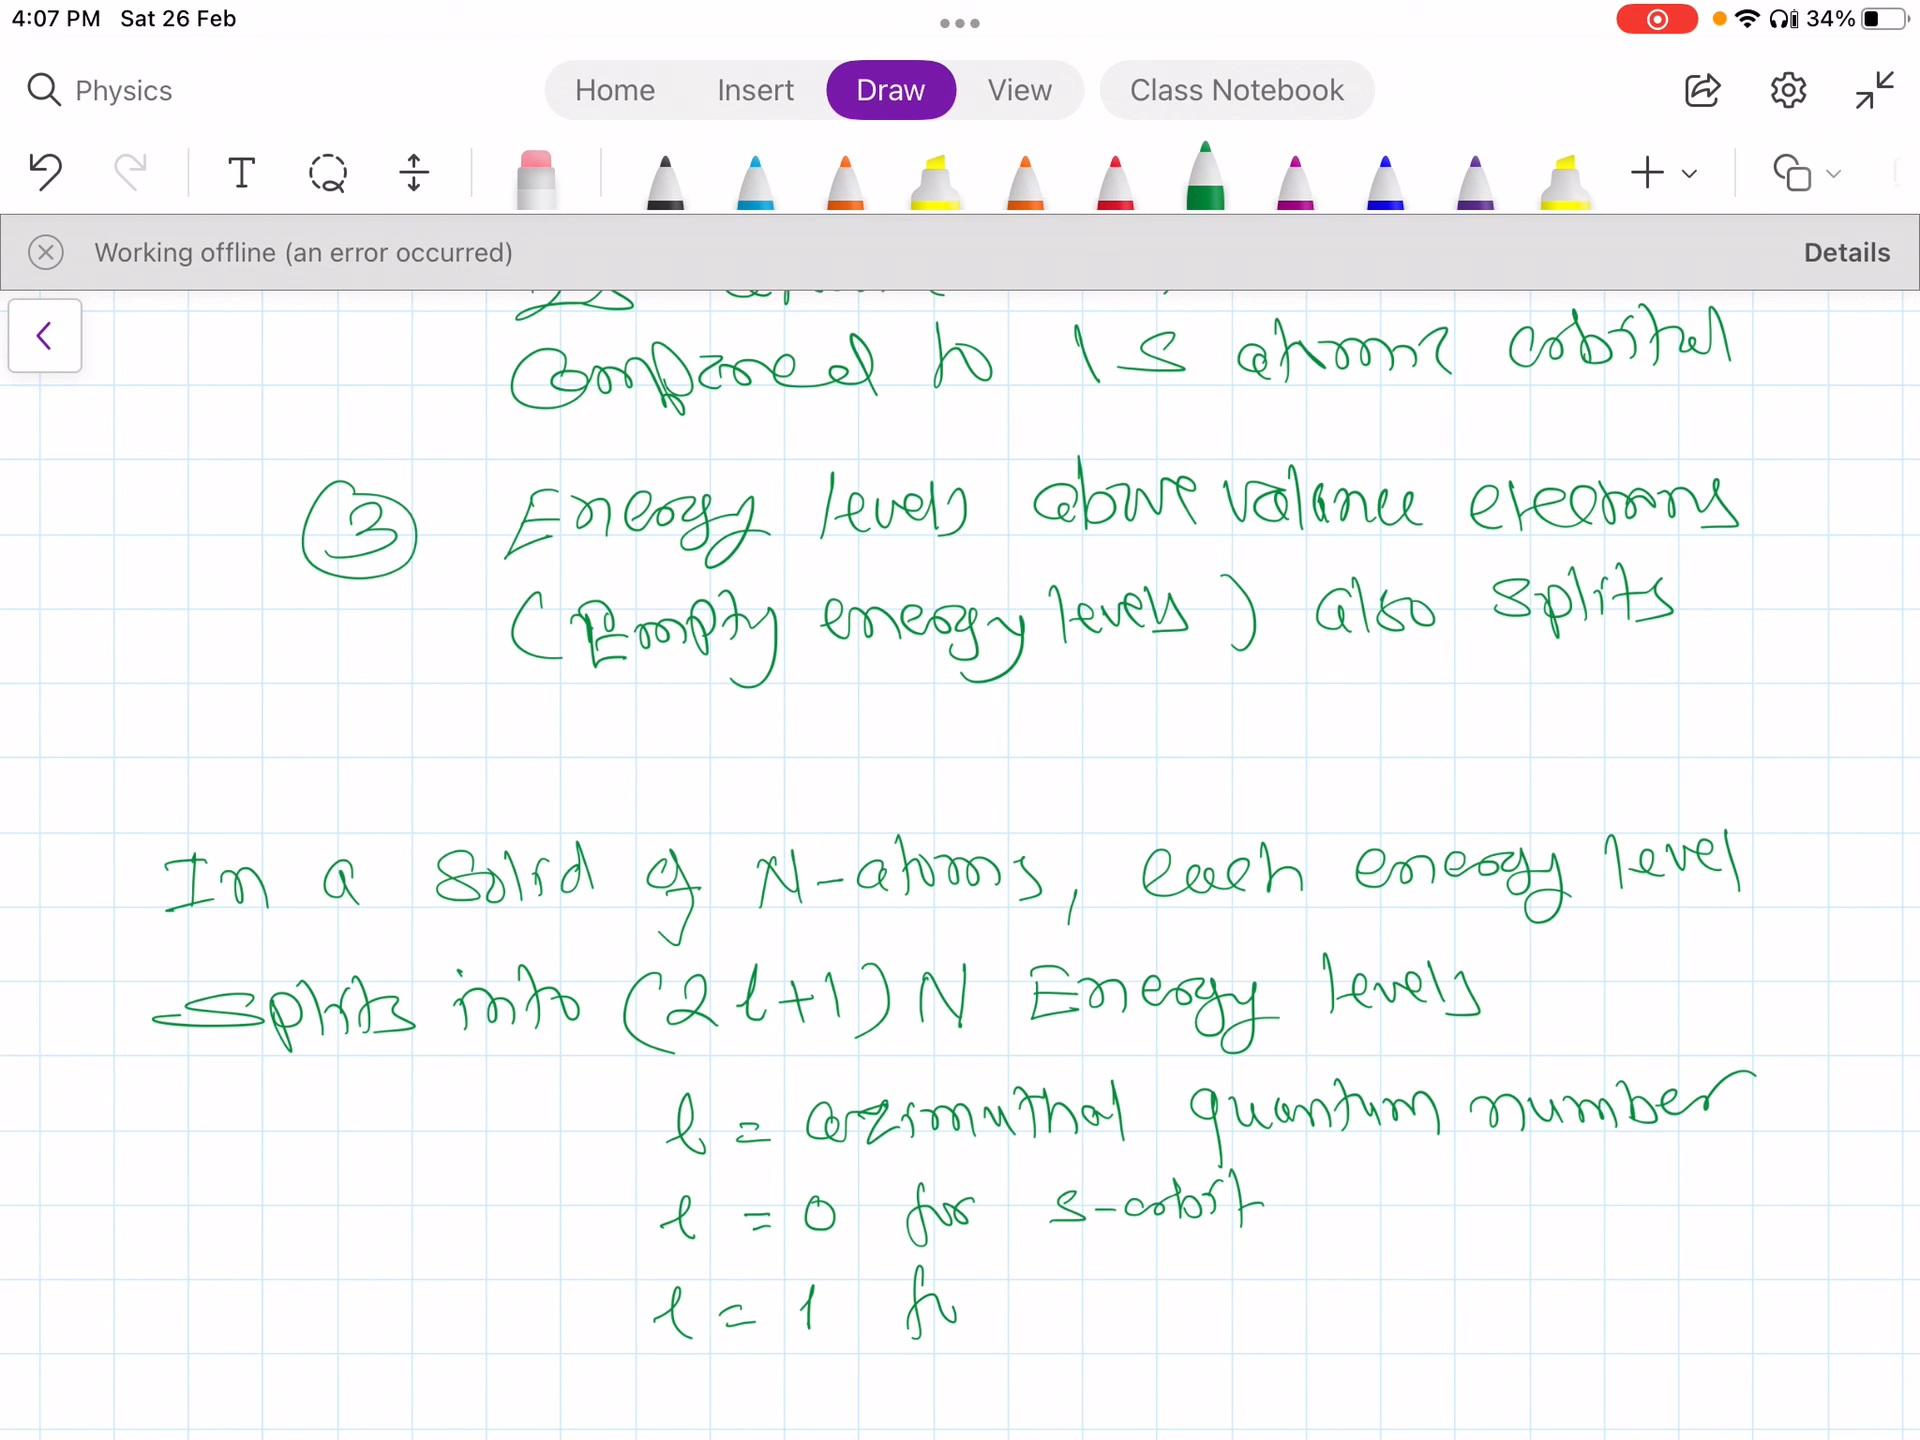 4:07 PM Sat 26 Feb
34%
Physics
Home Insert Draw View Class Notebook
Working offline (an error occurred) Details
Compared to 1S atomic orbital
3 Energy levels above valance electrons
(Empty energy levels) also splits
In a Solid of N-atoms, each energy level
Splits into (2l+1)N Energy levels
l = azimuthal quantum number
l = 0 for s-orbit
l = 1 fo